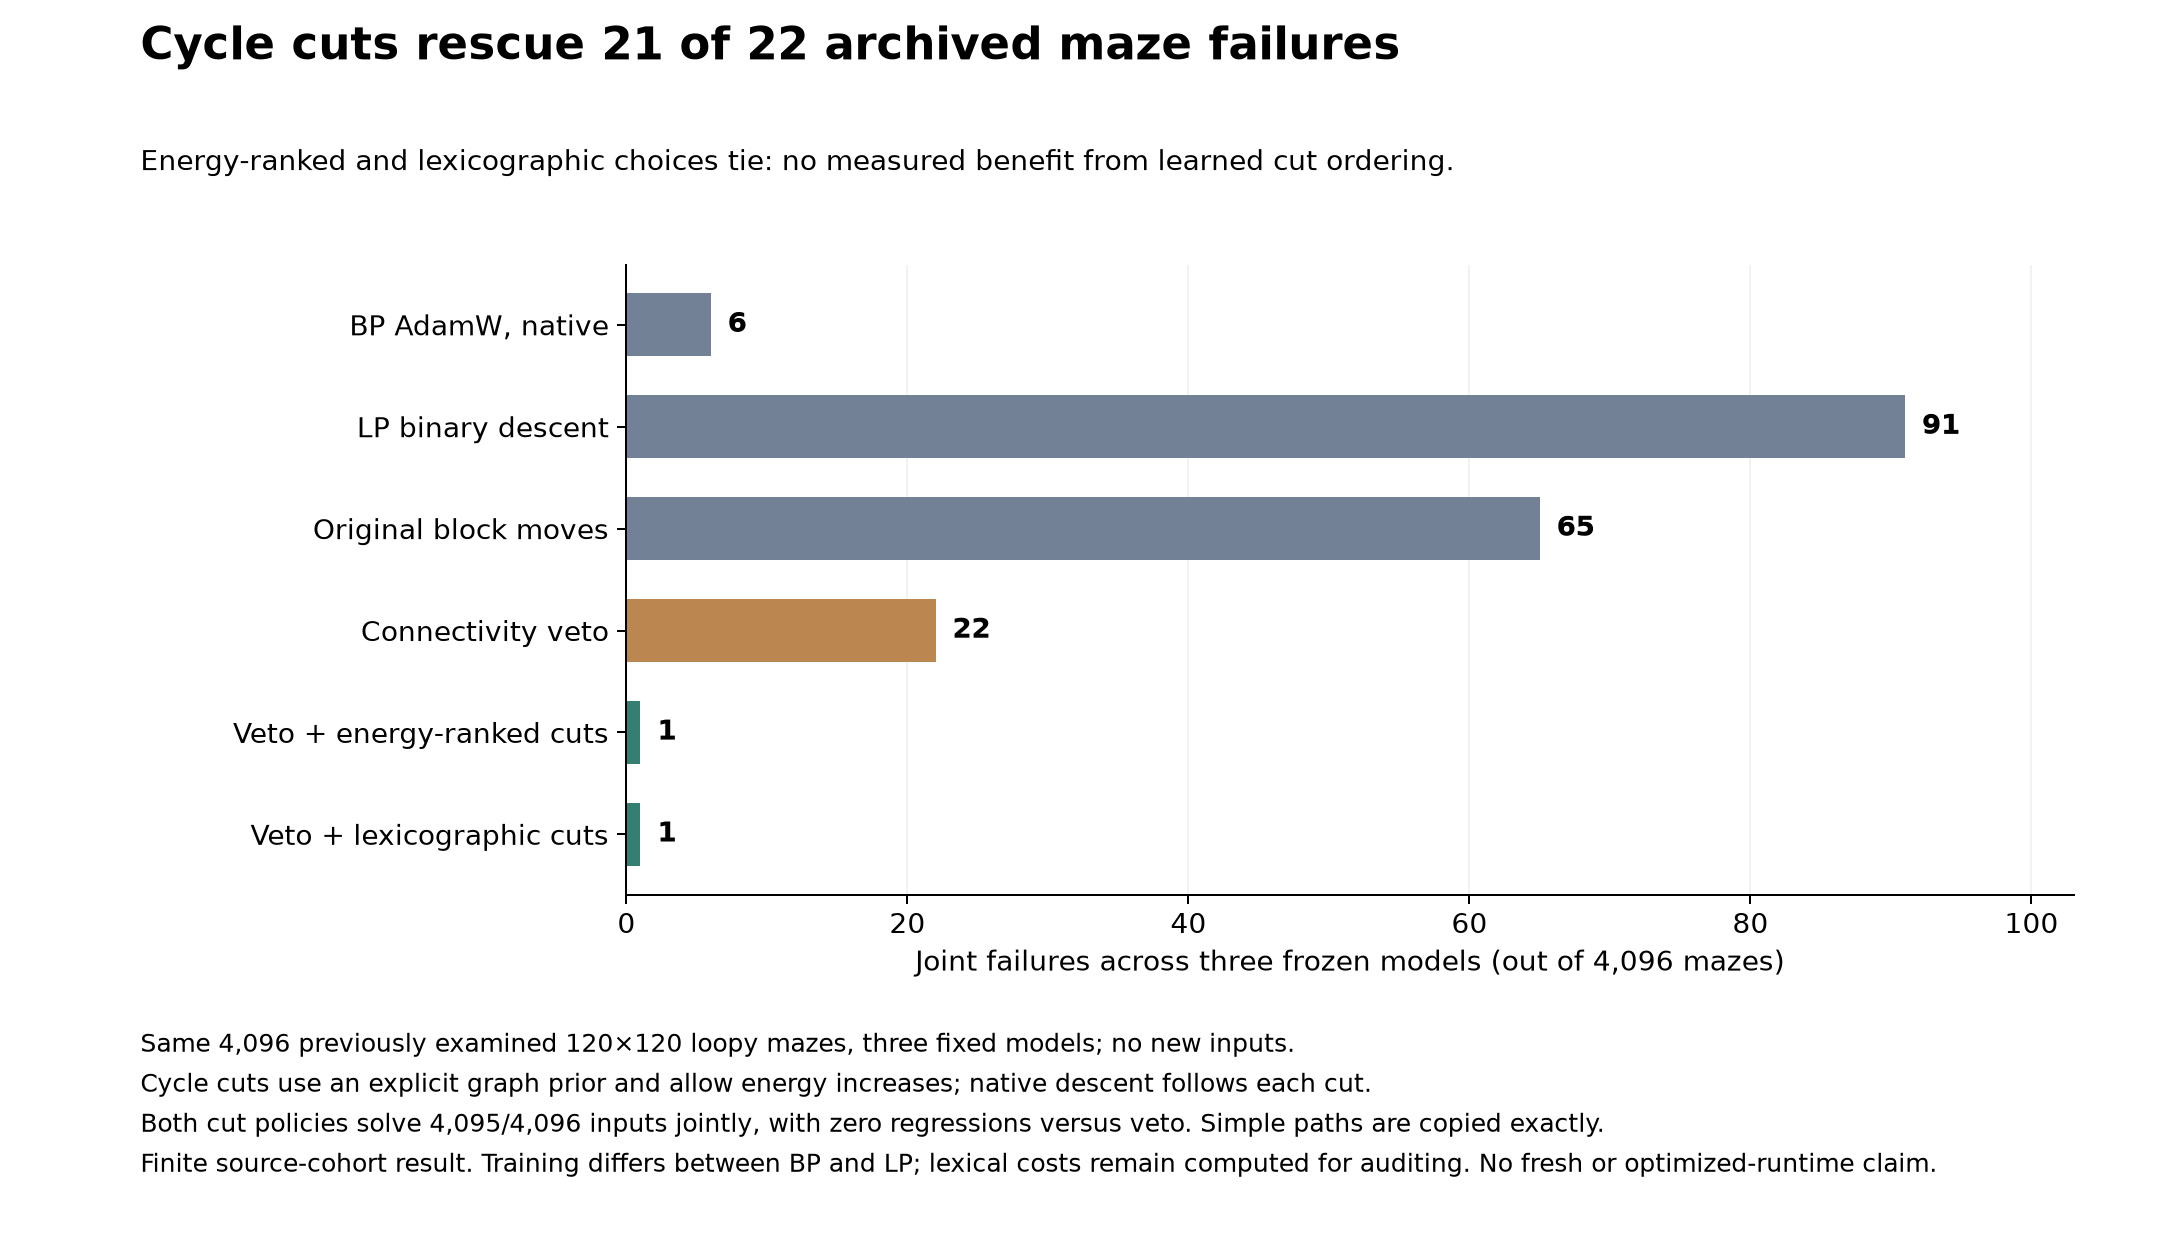 Cycle cuts rescue 21 of 22 archived maze failures
Energy-ranked and lexicographic choices tie: no measured benefit from learned cut ordering.
BP AdamW, native
6
LP binary descent
91
Original block moves
65
Connectivity veto
22
Veto + energy-ranked cuts
1
Veto + lexicographic cuts
1
0 20 40 60 80 100
Joint failures across three frozen models (out of 4,096 mazes)
Same 4,096 previously examined 120×120 loopy mazes, three fixed models; no new inputs.
Cycle cuts use an explicit graph prior and allow energy increases; native descent follows each cut.
Both cut policies solve 4,095/4,096 inputs jointly, with zero regressions versus veto. Simple paths are copied exactly.
Finite source-cohort result. Training differs between BP and LP; lexical costs remain computed for auditing. No fresh or optimized-runtime claim.